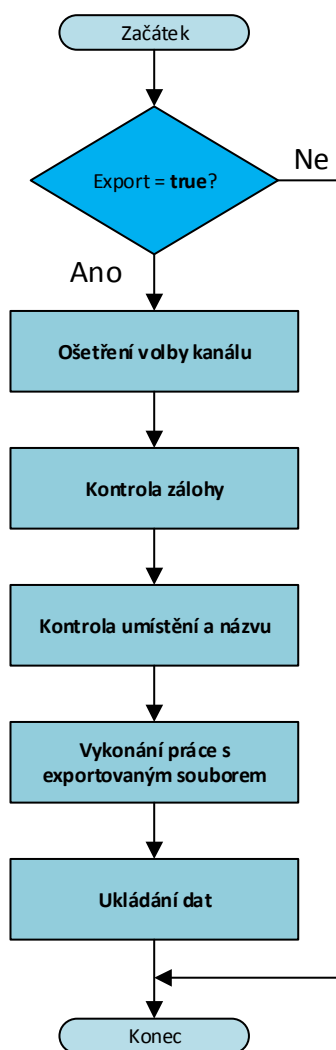 Začátek
Export = true?
Ne
Ano
Ošetření volby kanálu
Kontrola zálohy
Kontrola umístění a názvu
Vykonání práce s
exportovaným souborem
Ukládání dat
Konec